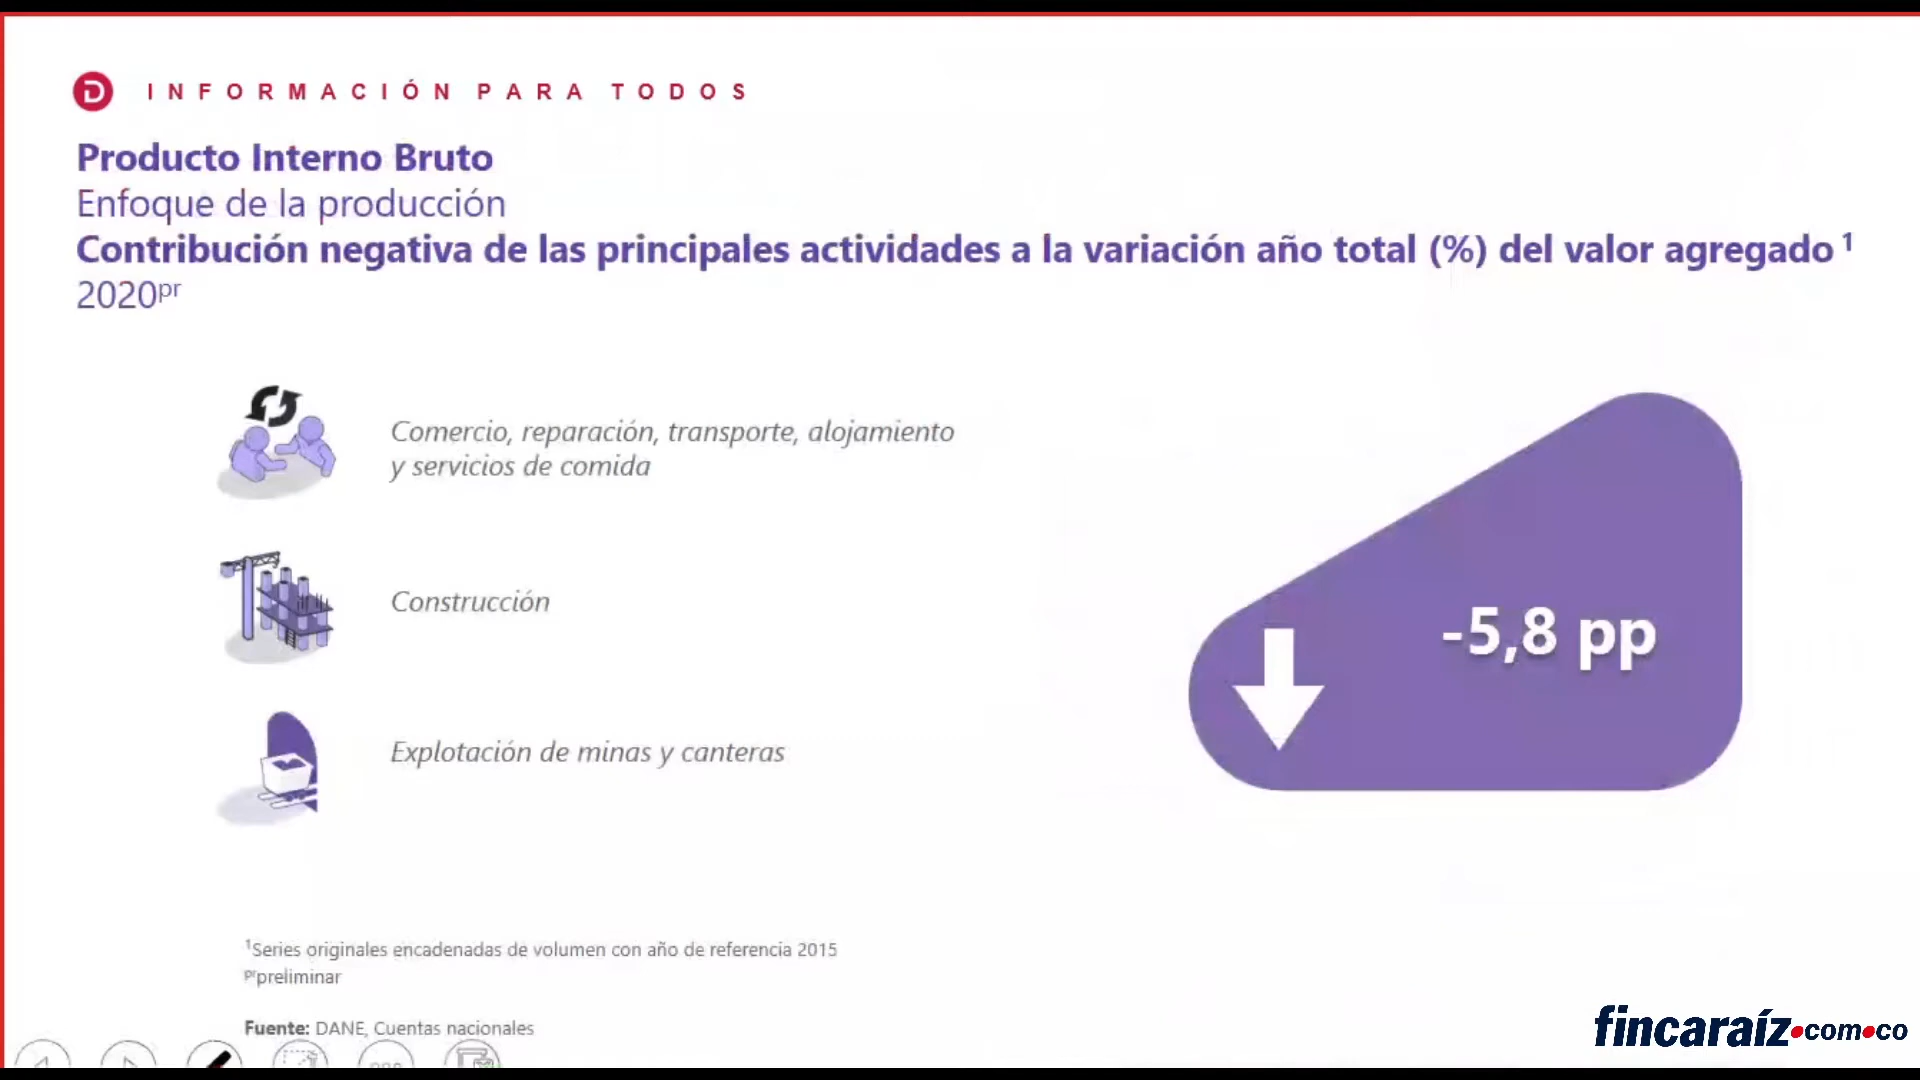 INFORMACIÓN PARA TODOS
Producto Interno Bruto
Enfoque de la producción
Contribución negativa de las principales actividades a la variación año total (%) del valor agregado ¹
2020ᵖʳ
Comercio, reparación, transporte, alojamiento
y servicios de comida
Construcción
-5,8 pp
Explotación de minas y canteras
¹Series originales encadenadas de volumen con año de referencia 2015
ᵖʳpreliminar
Fuente: DANE, Cuentas nacionales
fincaraíz.com.co